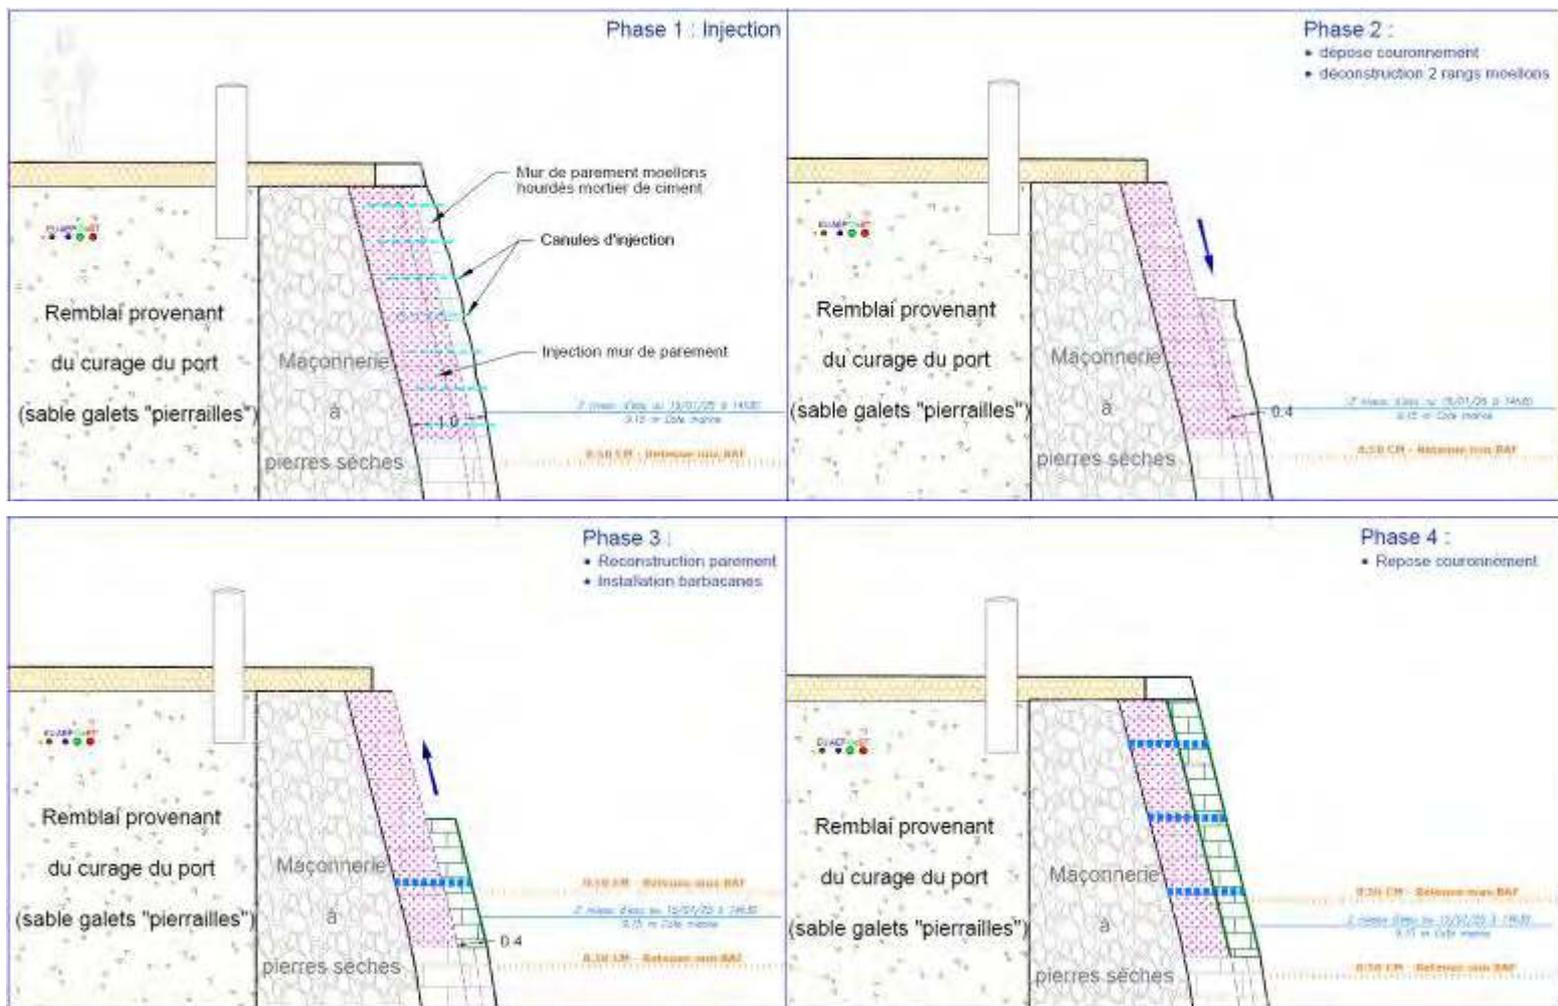 Phase 1 : Injection
Mur de parement moellons
hourdés mortier de ciment
Canules d'injection
Injection mur de parement
Remblai provenant
du curage du port
(sable galets "pierrailles")
Maçonnerie
à
pierres sèches
1.0
Phase 2 :
• dépose couronnement
• déconstruction 2 rangs moellons
Remblai provenant
du curage du port
(sable galets "pierrailles")
Maçonnerie
à
pierres sèches
0.4
Phase 3 :
• Reconstruction parement
• Installation barbacanes
Remblai provenant
du curage du port
(sable galets "pierrailles")
Maçonnerie
à
pierres sèches
0.4
Phase 4 :
• Repose couronnement
Remblai provenant
du curage du port
(sable galets "pierrailles")
Maçonnerie
à
pierres sèches